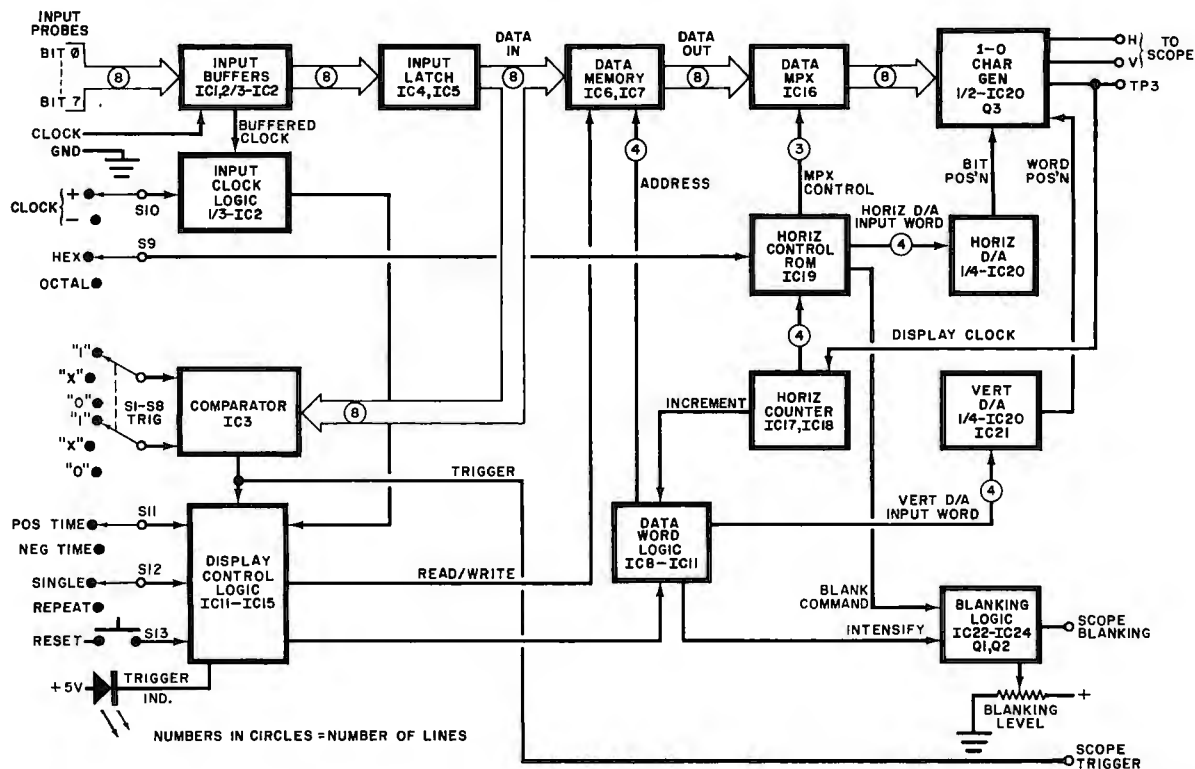 INPUT
PROBES
BIT 0
BIT 7
8
INPUT
BUFFERS
IC1,2/3-IC2
8
INPUT
LATCH
IC4,IC5
DATA
IN
8
DATA
MEMORY
IC6,IC7
DATA
OUT
8
DATA
MPX
IC16
8
1-0
CHAR
GEN
1/2-IC20
Q3
H
V
TO
SCOPE
TP3
CLOCK
BUFFERED
CLOCK
GND
INPUT
CLOCK
LOGIC
1/3-IC2
CLOCK
+
-
S10
4
ADDRESS
3
MPX
CONTROL
BIT
POS'N
WORD
POS'N
HEX
S9
OCTAL
HORIZ
CONTROL
ROM
IC19
HORIZ D/A
INPUT WORD
4
HORIZ
D/A
1/4-IC20
4
DISPLAY CLOCK
"1"
"X"
"0"
S1-S8
TRIG
"1"
"X"
"0"
COMPARATOR
IC3
8
INCREMENT
HORIZ
COUNTER
IC17,IC18
VERT
D/A
1/4-IC20
IC21
4
VERT D/A
INPUT WORD
TRIGGER
POS TIME
S11
NEG TIME
SINGLE
S12
REPEAT
RESET
S13
DISPLAY
CONTROL
LOGIC
IC11-IC15
READ/WRITE
DATA
WORD
LOGIC
IC8-IC11
BLANK
COMMAND
INTENSIFY
BLANKING
LOGIC
IC22-IC24
Q1,Q2
SCOPE
BLANKING
+5V
TRIGGER
IND.
+
BLANKING
LEVEL
NUMBERS IN CIRCLES = NUMBER OF LINES
SCOPE
TRIGGER